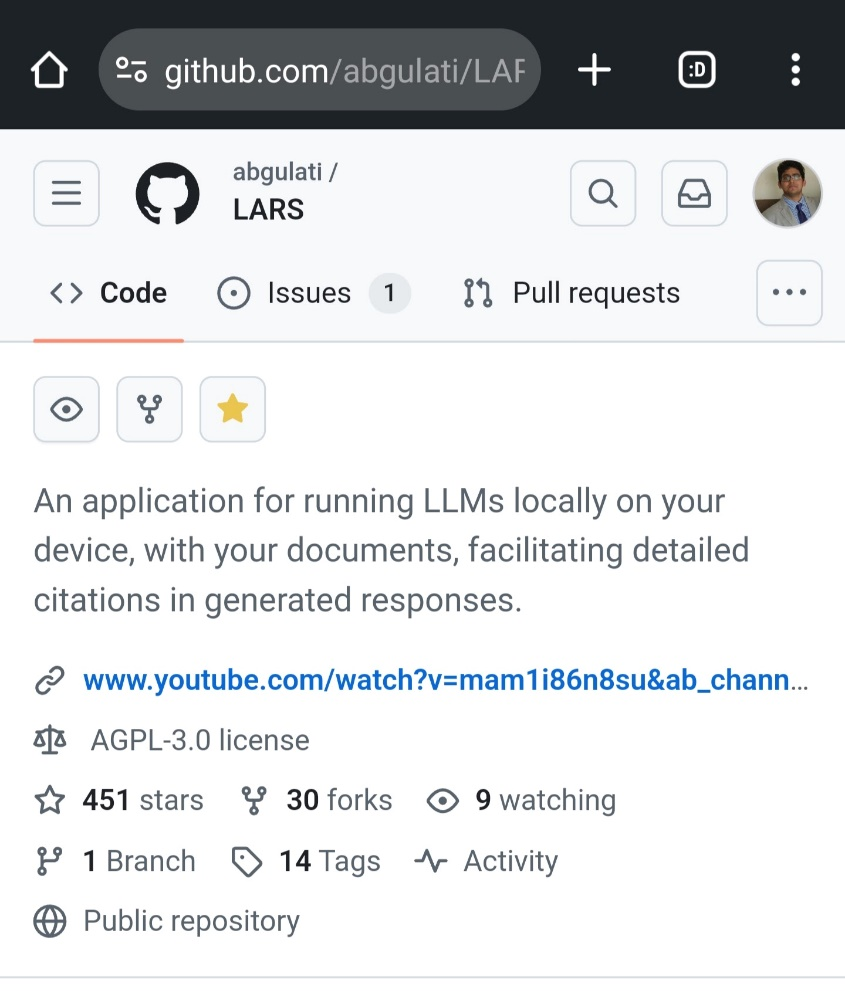 github.com/abgulati/LAR
:D
abgulati /
LARS
Code
Issues 1
Pull requests
An application for running LLMs locally on your
device, with your documents, facilitating detailed
citations in generated responses.
www.youtube.com/watch?v=mam1i86n8su&ab_chann...
AGPL-3.0 license
451 stars 30 forks 9 watching
1 Branch 14 Tags Activity
Public repository